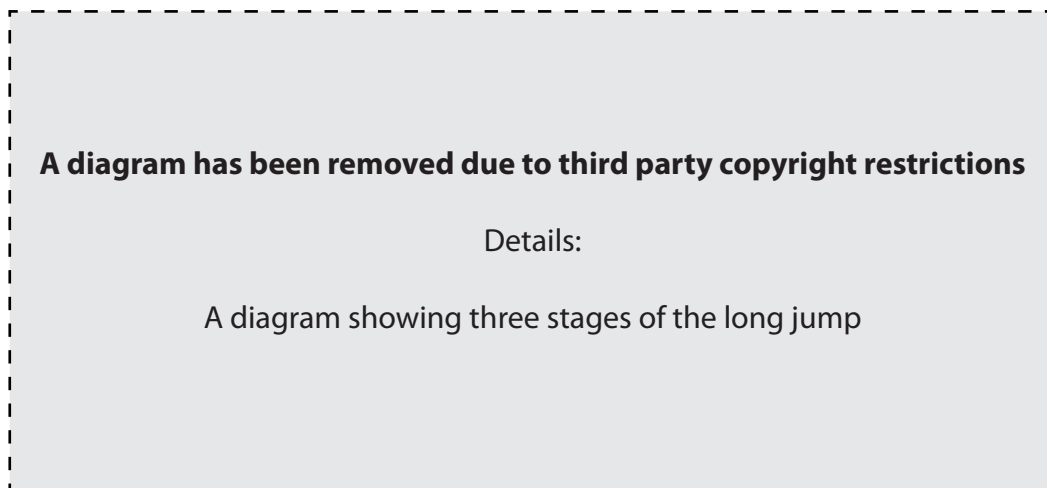 A diagram has been removed due to third party copyright restrictions
Details:
A diagram showing three stages of the long jump